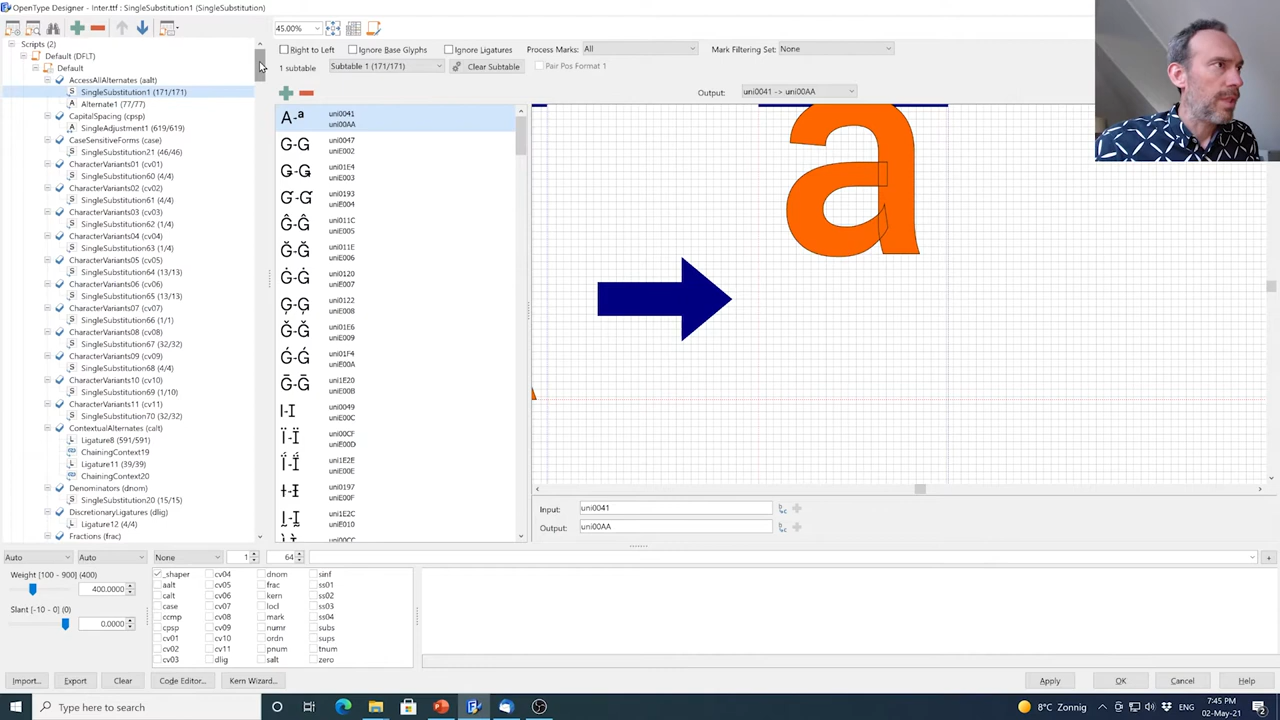 OpenType Designer - Inter.ttf: SingleSubstitution1 (SingleSubstitution)
45.00%
Scripts (2)
Default (DFLT)
Default
AccessAllAlternates (aalt)
SingleSubstitution1 (171/171)
Alternate1 (77/77)
CapitalSpacing (cpsp)
SingleAdjustment1 (619/619)
CaseSensitiveForms (case)
SingleSubstitution21 (46/46)
CharacterVariants01 (cv01)
SingleSubstitution60 (4/4)
CharacterVariants02 (cv02)
SingleSubstitution61 (4/4)
CharacterVariants03 (cv03)
SingleSubstitution62 (1/4)
CharacterVariants04 (cv04)
SingleSubstitution63 (1/4)
CharacterVariants05 (cv05)
SingleSubstitution64 (13/13)
CharacterVariants06 (cv06)
SingleSubstitution65 (13/13)
CharacterVariants07 (cv07)
SingleSubstitution66 (1/1)
CharacterVariants08 (cv08)
SingleSubstitution67 (32/32)
CharacterVariants09 (cv09)
SingleSubstitution68 (4/4)
CharacterVariants10 (cv10)
SingleSubstitution69 (1/10)
CharacterVariants11 (cv11)
SingleSubstitution70 (32/32)
ContextualAlternates (calt)
Ligature8 (591/591)
ChainingContext19
Ligature11 (39/39)
ChainingContext20
Denominators (dnom)
SingleSubstitution20 (15/15)
DiscretionaryLigatures (dlig)
Ligature12 (4/4)
Fractions (frac)
Right to Left
Ignore Base Glyphs
Ignore Ligatures
Process Marks: All
Mark Filtering Set: None
1 subtable
Subtable 1 (171/171)
Clear Subtable
Pair Pos Format 1
Output: uni0041 -> uni00AA
A-ª uni0041
uni00AA
G-G uni0047
uniE002
Ǥ-Ǥ uni01E4
uniE003
Ɠ-Ɠ uni0193
uniE004
Ĝ-Ĝ uni011C
uniE005
Ğ-Ğ uni011E
uniE006
Ġ-Ġ uni0120
uniE007
Ģ-Ģ uni0122
uniE008
Ǧ-Ǧ uni01E6
uniE009
Ǵ-Ǵ uni01F4
uniE00A
Ḡ-Ḡ uni1E20
uniE00B
I-I uni0049
uniE00C
Ï-Ï uni00CF
uniE00D
Ḯ-Ḯ uni1E2E
uniE00E
Ɨ-Ɨ uni0197
uniE00F
Ḭ-Ḭ uni1E2C
uniE010
uni00CC
a
Input: uni0041
Output: uni00AA
Auto
Auto
None
1
64
Weight [100 - 900] (400)
400.0000
Slant [-10 - 0] (0)
0.0000
_shaper
aalt
calt
case
ccmp
cpsp
cv01
cv02
cv03
cv04
cv05
cv06
cv07
cv08
cv09
cv10
cv11
dlig
dnom
frac
kern
locl
mark
numr
ordn
pnum
salt
sinf
ss01
ss02
ss03
ss04
subs
sups
tnum
zero
Import...
Export
Clear
Code Editor...
Kern Wizard...
Apply
OK
Cancel
Help
Type here to search
8°C Zonnig
7:45 PM
02-May-21
2